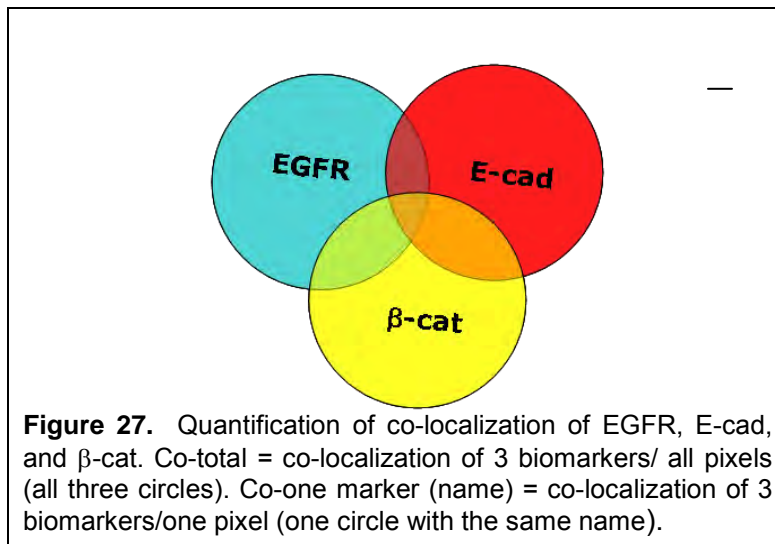 EGFR
E-cad
β-cat
Figure 27. Quantification of co-localization of EGFR, E-cad,
and β-cat. Co-total = co-localization of 3 biomarkers/ all pixels
(all three circles). Co-one marker (name) = co-localization of 3
biomarkers/one pixel (one circle with the same name).